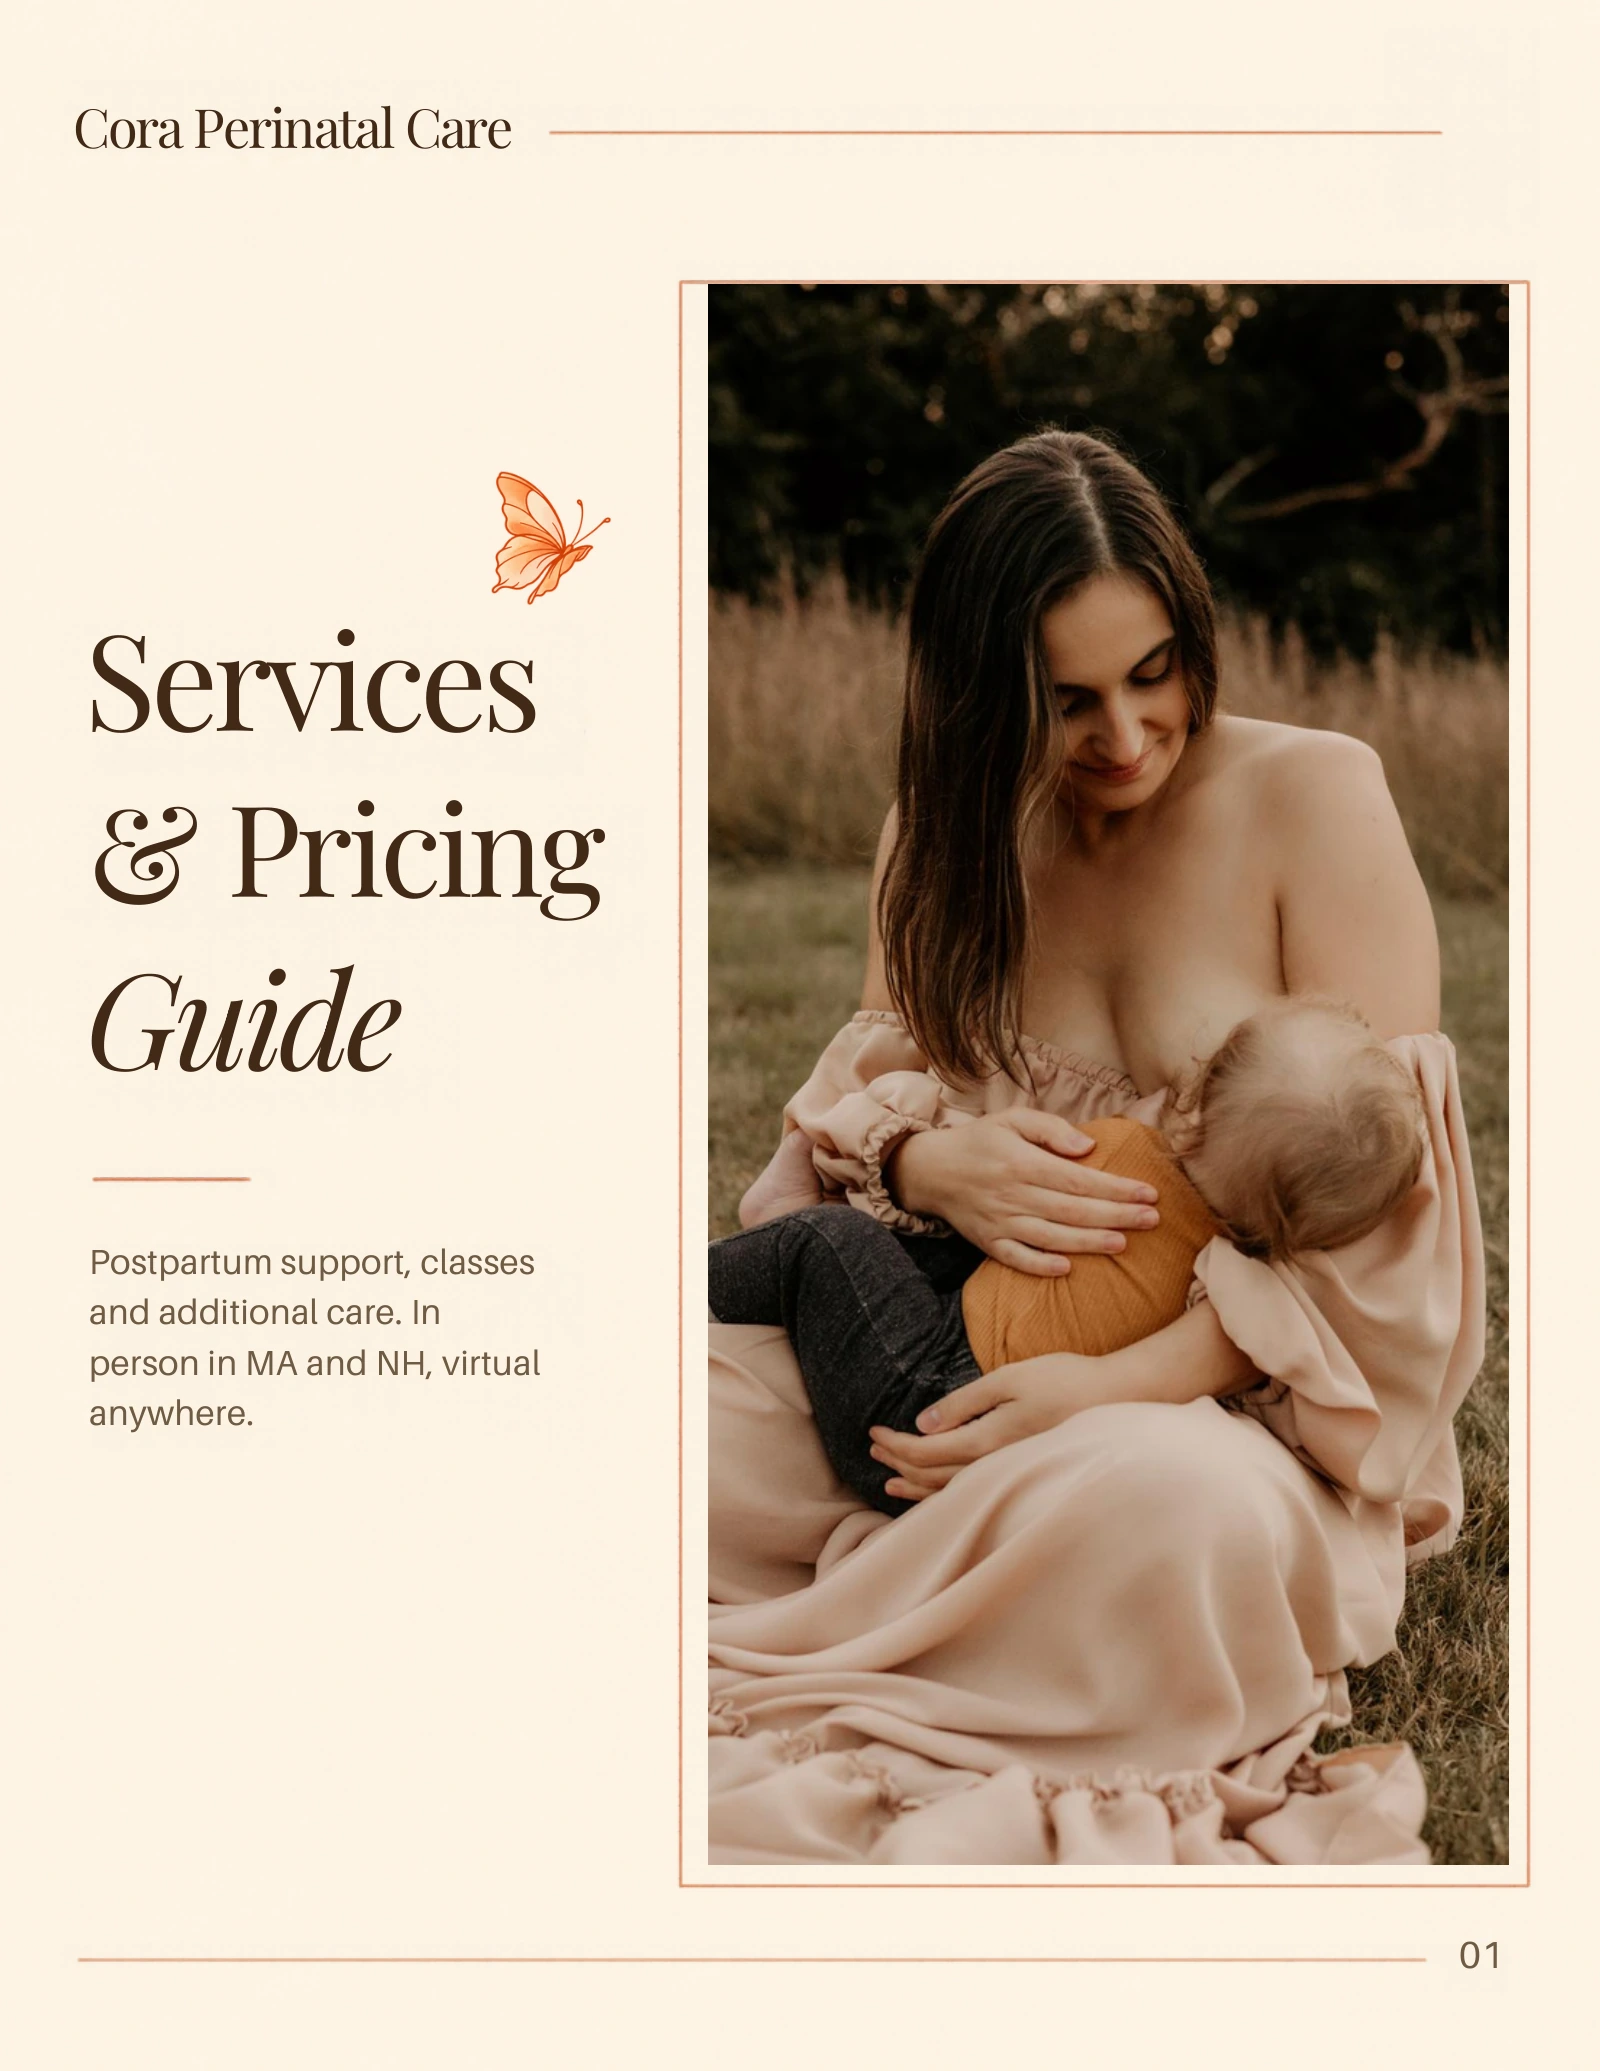 Cora Perinatal Care
Services
& Pricing
Guide
Postpartum support, classes
and additional care. In
person in MA and NH, virtual
anywhere.
01